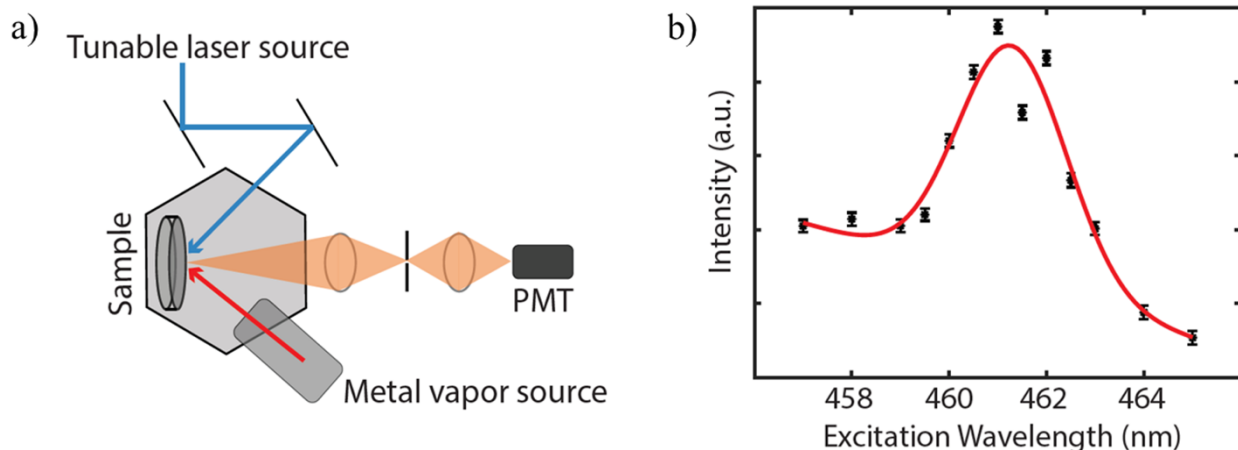 a)
Tunable laser source
Sample
PMT
Metal vapor source
b)
Intensity (a.u.)
458 460 462 464
Excitation Wavelength (nm)